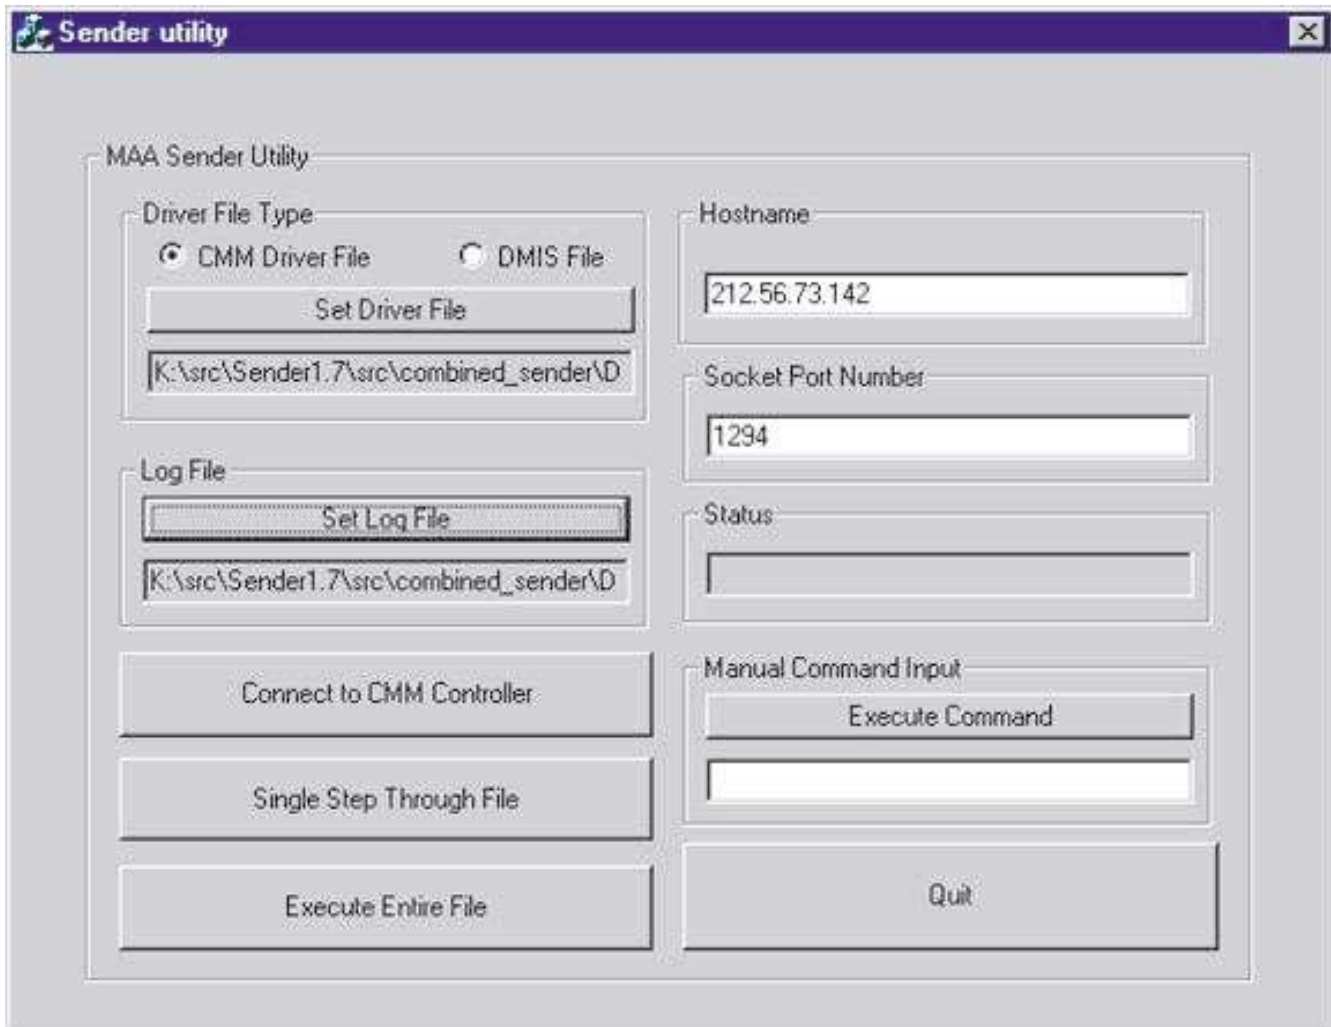 Sender utility
MAA Sender Utility
Driver File Type
CMM Driver File
DMIS File
Set Driver File
K:\src\Sender1.7\src\combined_sender\D
Log File
Set Log File
K:\src\Sender1.7\src\combined_sender\D
Connect to CMM Controller
Single Step Through File
Execute Entire File
Hostname
212.56.73.142
Socket Port Number
1294
Status
Manual Command Input
Execute Command
Quit